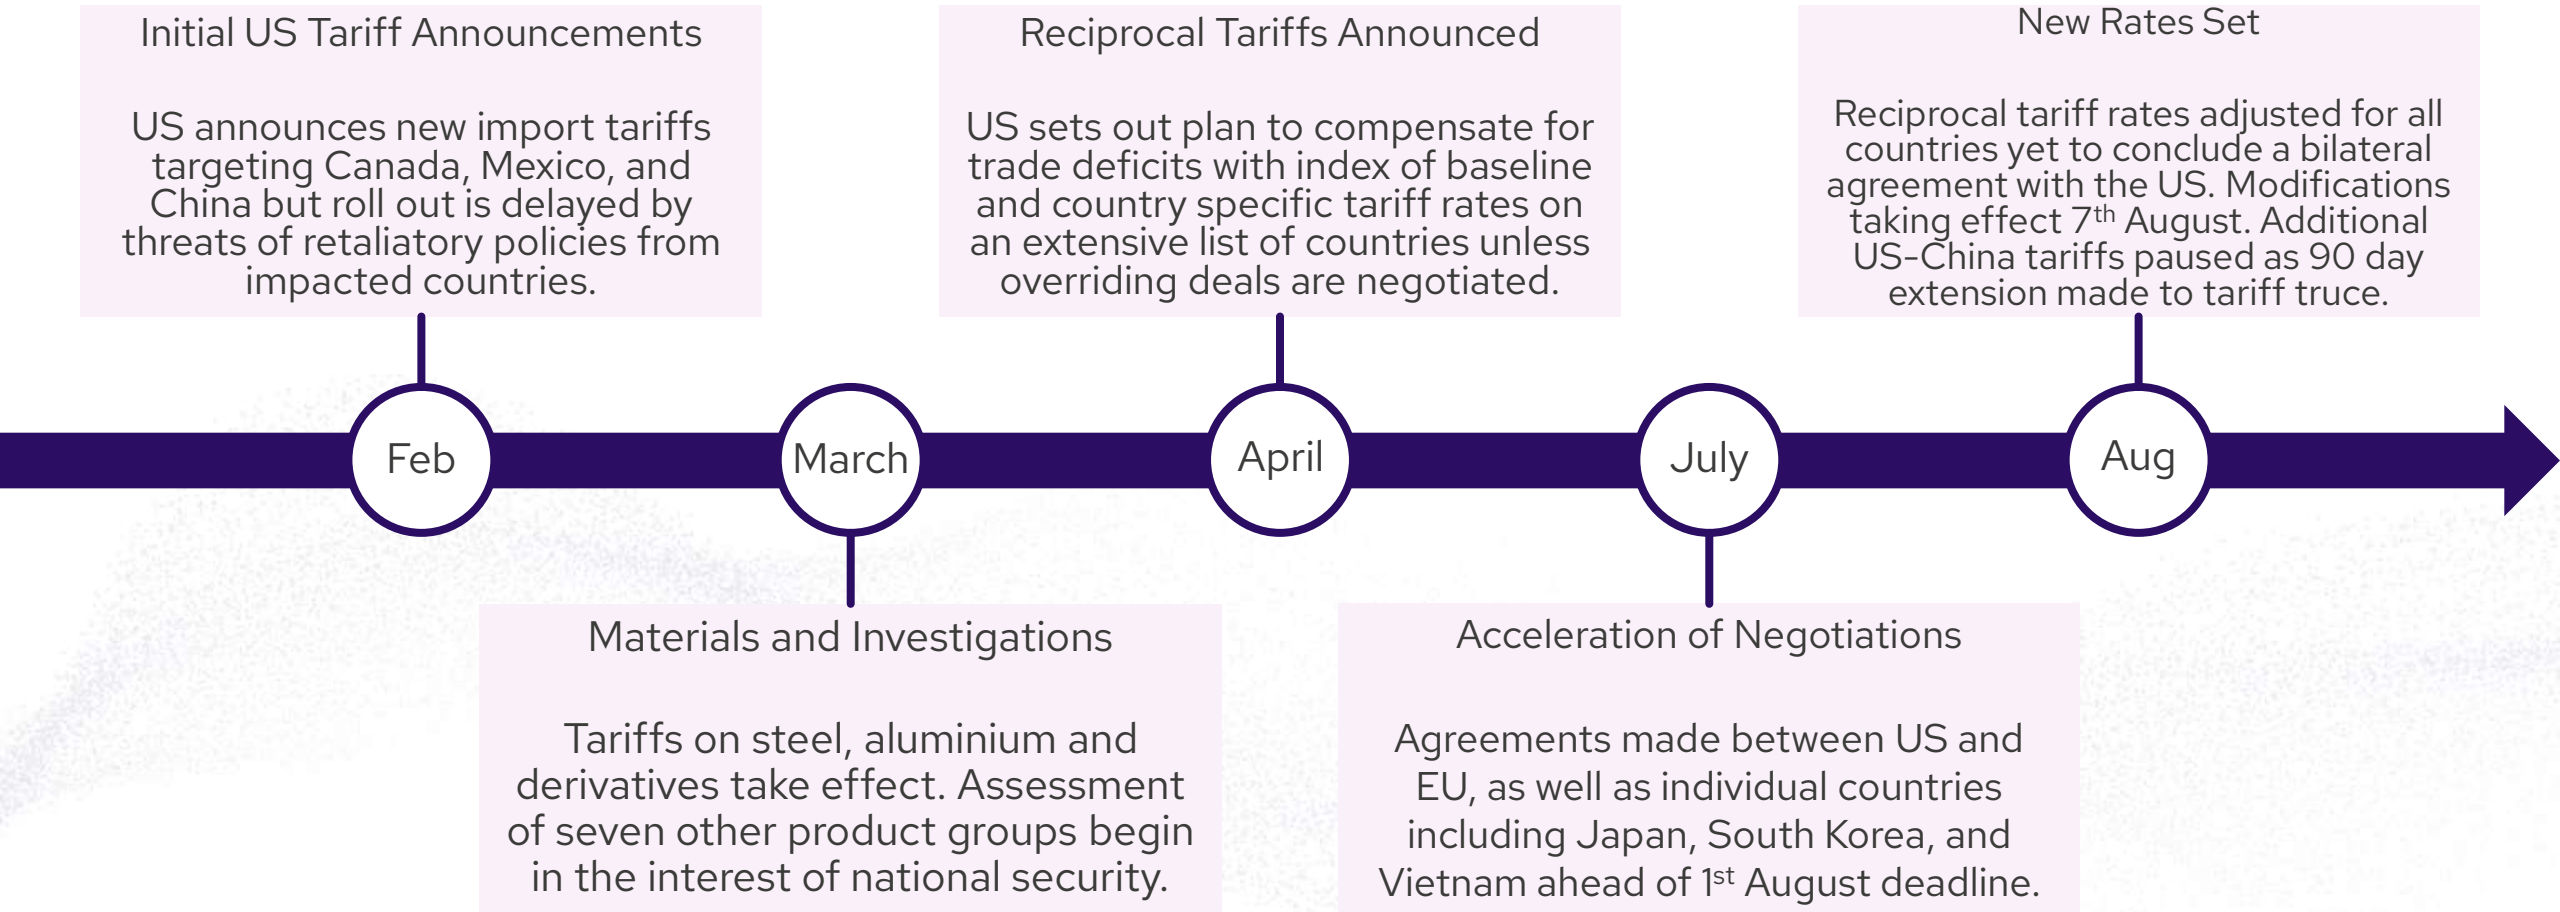 Initial US Tariff Announcements
US announces new import tariffs
targeting Canada, Mexico, and
China but roll out is delayed by
threats of retaliatory policies from
impacted countries.
Reciprocal Tariffs Announced
US sets out plan to compensate for
trade deficits with index of baseline
and country specific tariff rates on
an extensive list of countries unless
overriding deals are negotiated.
New Rates Set
Reciprocal tariff rates adjusted for all
countries yet to conclude a bilateral
agreement with the US. Modifications
taking effect 7th August. Additional
US-China tariffs paused as 90 day
extension made to tariff truce.
Feb
March
April
July
Aug
Materials and Investigations
Tariffs on steel, aluminium and
derivatives take effect. Assessment
of seven other product groups begin
in the interest of national security.
Acceleration of Negotiations
Agreements made between US and
EU, as well as individual countries
including Japan, South Korea, and
Vietnam ahead of 1st August deadline.